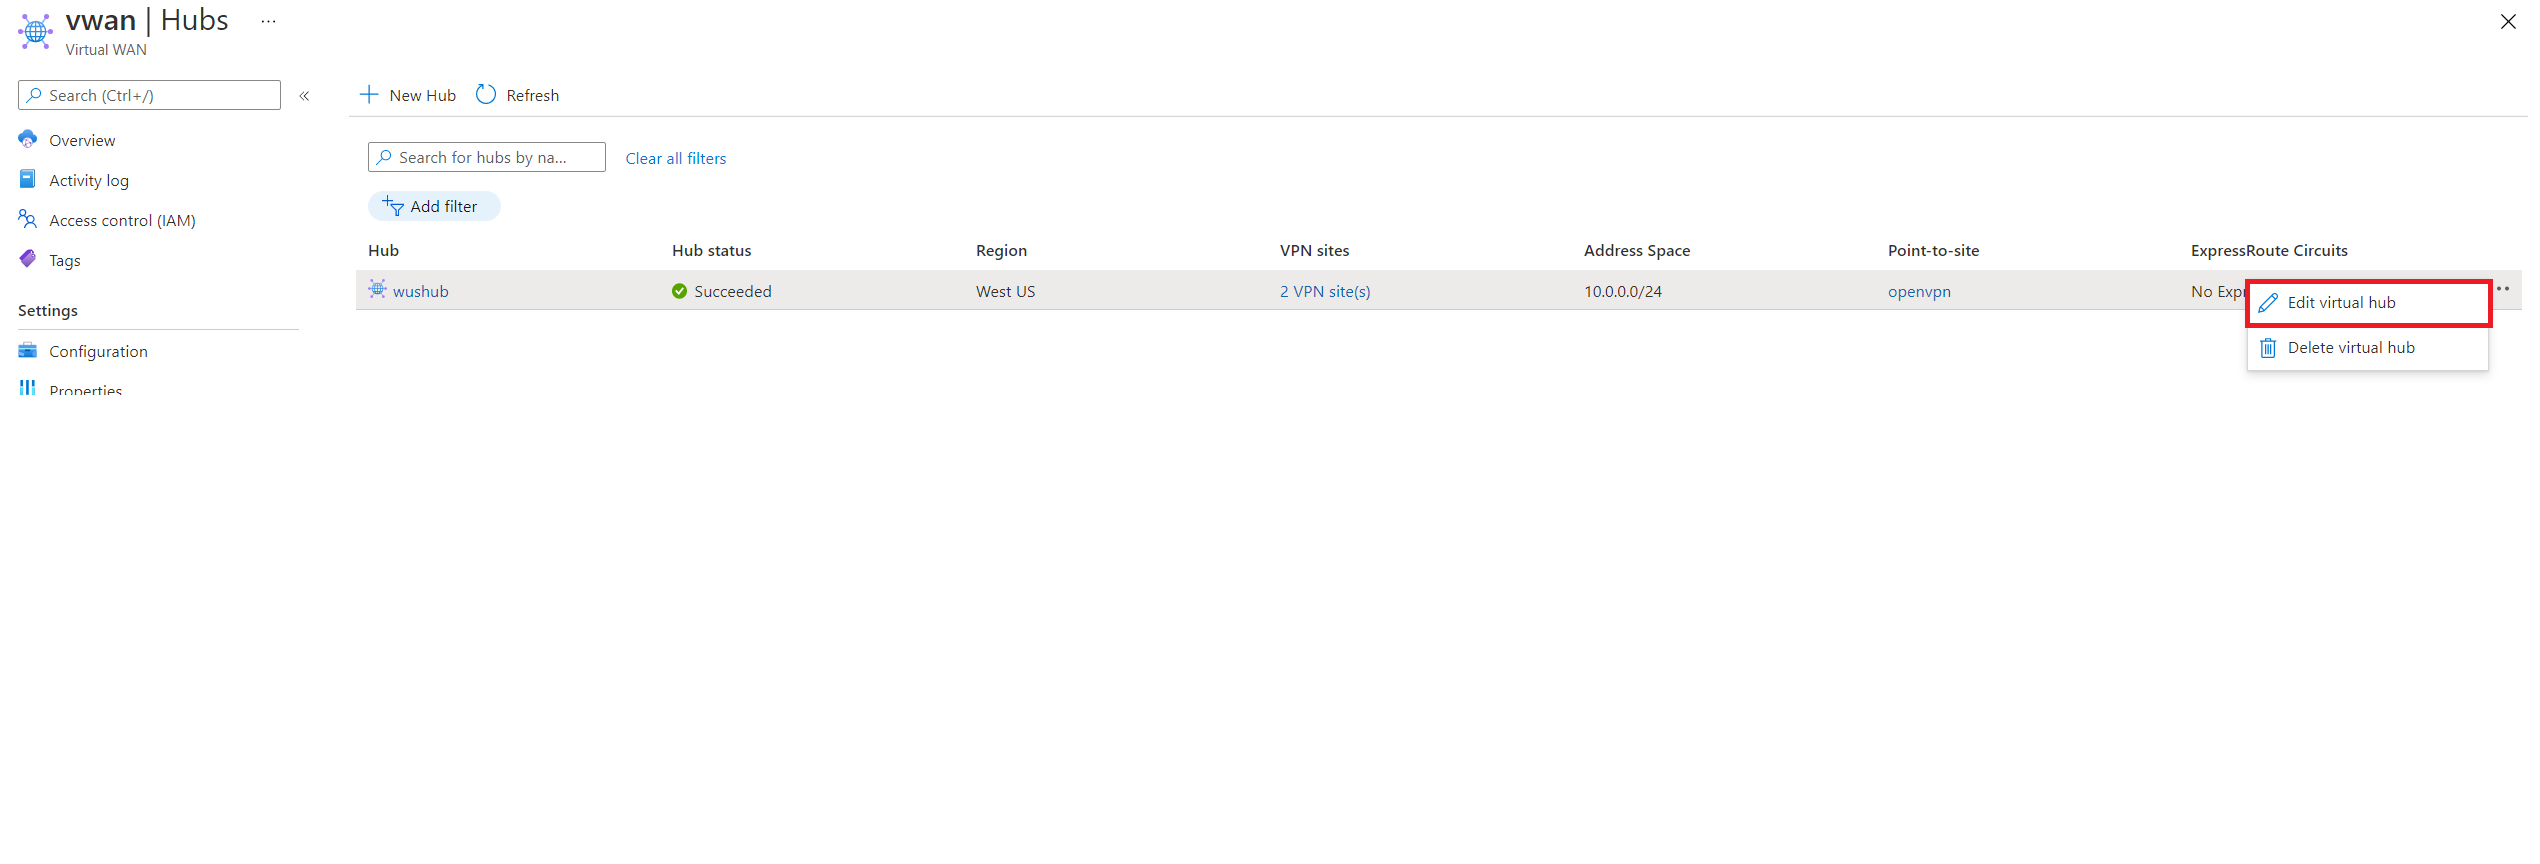 vwan | Hubs ...
Virtual WAN
Search (Ctrl+/) «
Overview
Activity log
Access control (IAM)
Tags
Settings
Configuration
Properties
New Hub Refresh
Search for hubs by na... Clear all filters
Add filter
Hub Hub status Region VPN sites Address Space Point-to-site ExpressRoute Circuits
wushub Succeeded West US 2 VPN site(s) 10.0.0.0/24 openvpn No
Edit virtual hub
Delete virtual hub